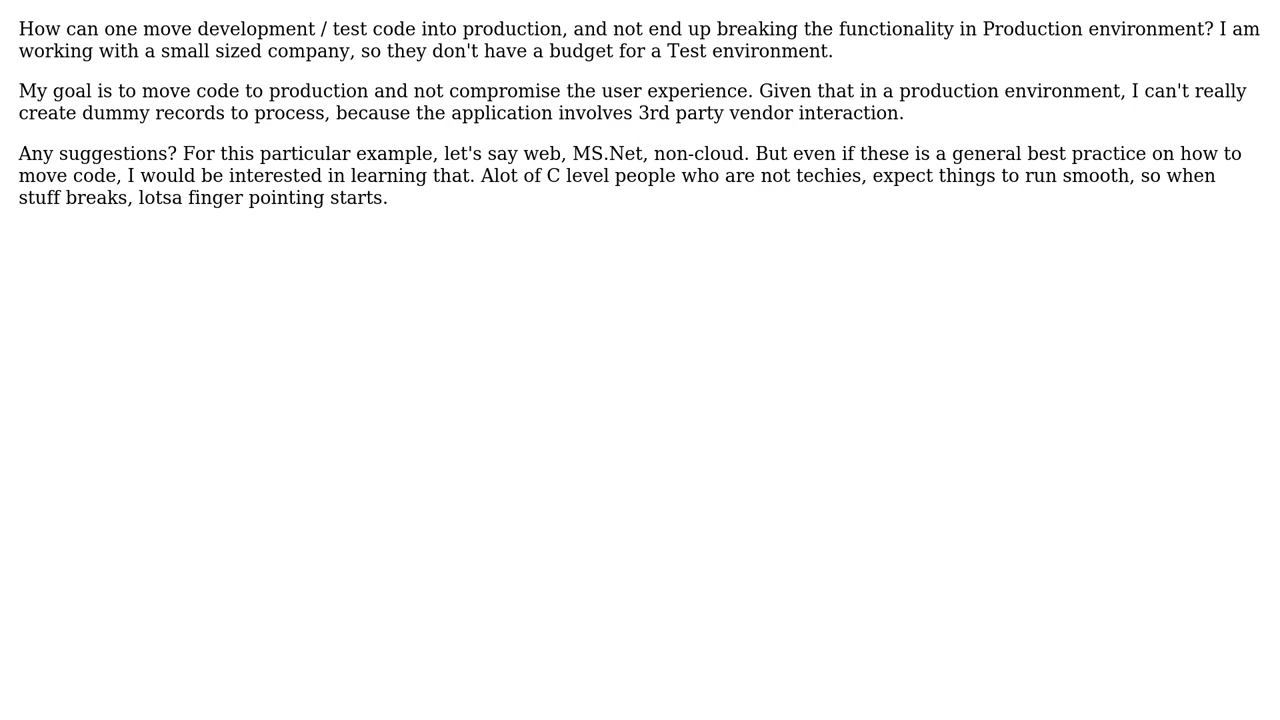 How can one move development / test code into production, and not end up breaking the functionality in Production environment? I am
working with a small sized company, so they don't have a budget for a Test environment.
My goal is to move code to production and not compromise the user experience. Given that in a production environment, I can't really
create dummy records to process, because the application involves 3rd party vendor interaction.
Any suggestions? For this particular example, let's say web, MS.Net, non-cloud. But even if these is a general best practice on how to
move code, I would be interested in learning that. Alot of C level people who are not techies, expect things to run smooth, so when
stuff breaks, lotsa finger pointing starts.